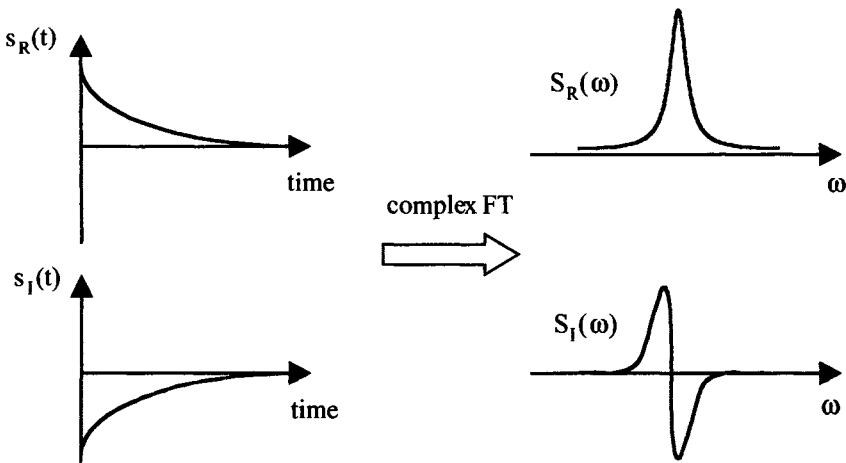 s_R(t)
time
s_I(t)
time
complex FT
S_R(ω)
ω
S_I(ω)
ω